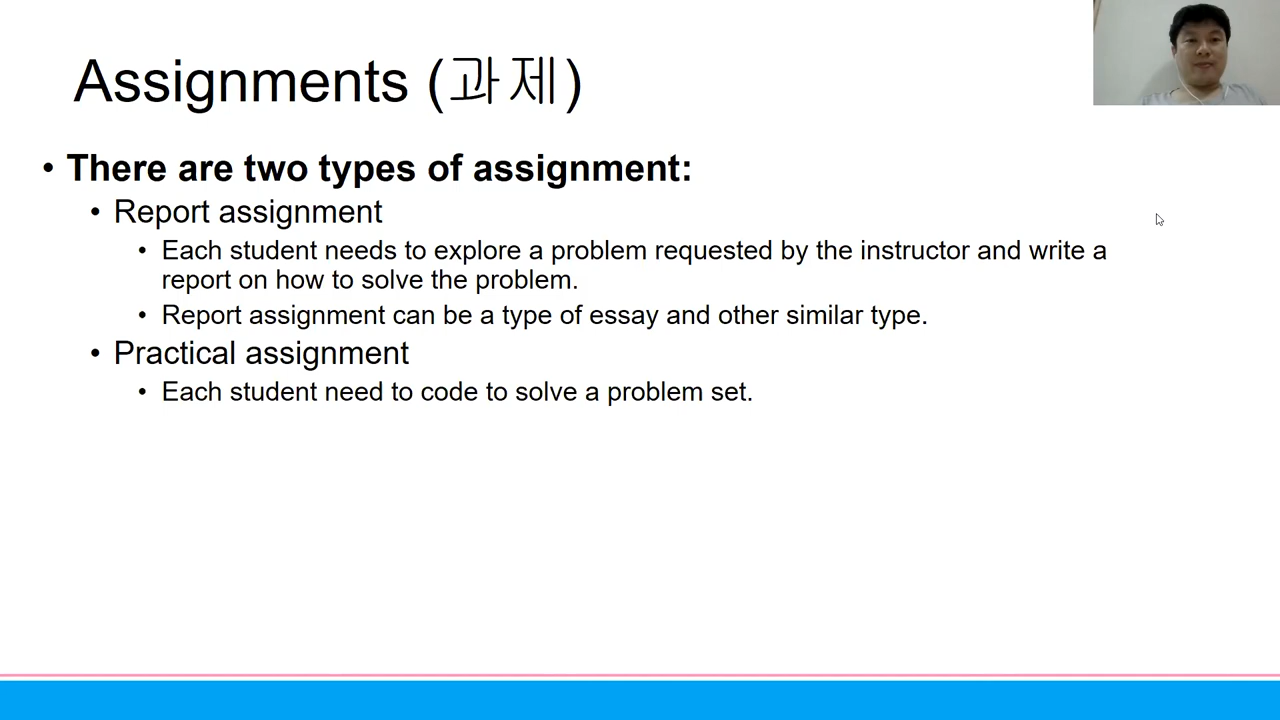 Assignments (과제)
• There are two types of assignment:
• Report assignment
• Each student needs to explore a problem requested by the instructor and write a
report on how to solve the problem.
• Report assignment can be a type of essay and other similar type.
• Practical assignment
• Each student need to code to solve a problem set.